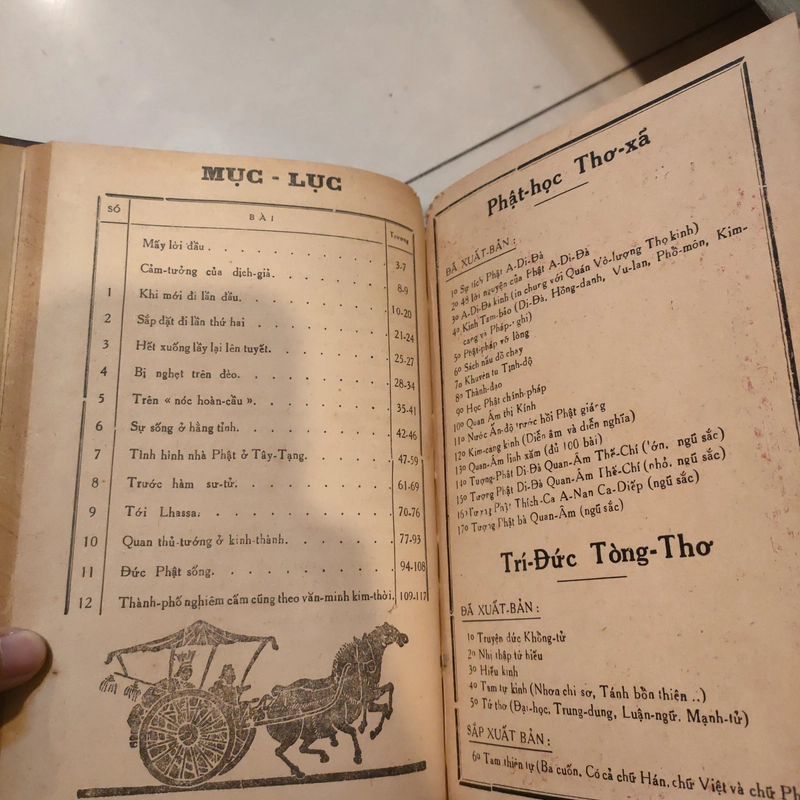 MỤC - LỤC
SỐ BÀI Trương
Mấy lời đầu . 3-7
Cảm-tưởng của dịch-giả. 8-9
1 Khi mới đi lần đầu. 10-20
2 Sắp đặt đi lần thứ hai 21-24
3 Hết xuống lầy lại lên tuyết. 25-27
4 Bị nghẹt trên đèo. 28-34
5 Trên « nóc hoàn-cầu » . 35-41
6 Sự sống ở hằng tỉnh. 42-46
7 Tình hình nhà Phật ở Tây-Tạng. 47-59
8 Trước hàm sư-tử. 61-69
9 Tới Lhassa. 70-76
10 Quan thủ-tướng ở kinh-thành. 77-93
11 Đức Phật sống. 94-108
12 Thành-phố nghiêm cấm cũng theo văn-minh kim-thời. 109-117
Phật-học Thơ-xã
ĐÃ XUẤT-BẢN :
1o Sự tích Phật A-Di-Đà
2o 48 lời nguyện của Phật A-Di-Đà
3o A-Di-Đà kinh (in chung với Quán Vô-lượng Thọ kinh)
4o Kinh Tam-bảo (Di-Đà, Hồng-danh, Vu-lan, Phổ-môn, Kim-
cang và Pháp-
5o Phật-pháp vỡ lòng
6o Sách nấu đồ chay
7o Khuyên tu Tịnh-độ
8o Thành-đạo
9o Học Phật chính-pháp
10o Quan Âm thị Kính
11o Nước Ấn-độ trước hồi Phật giáng
12o Kim-cang kinh (Diễn âm và diễn nghĩa)
13o Quan-Âm linh xăm (đủ 100 bài)
14o Tượng-Phật Di-Đà Quan-Âm Thế-Chí (lớn, ngũ sắc)
15o Tượng Phật Di-Đà Quan-Âm Thế-Chí (nhỏ, ngũ sắc)
16o Tượng Phật Thích-Ca A-Nan Ca-Diếp (ngũ sắc)
17o Tượng Phật bà Quan-Âm (ngũ sắc)
Trí-Đức Tòng-Thơ
ĐÃ XUẤT-BẢN :
1o Truyện đức Khổng-tử
2o Nhị thập tứ hiếu
3o Hiếu kinh
4o Tam tự kinh (Nhơn chi sơ, Tánh bổn thiện ..)
5o Tứ thơ (Đại-học, Trung-dung, Luận-ngữ, Mạnh-tử)
SẮP XUẤT BẢN :
6o Tam thiên tự (Ba cuốn, Có cả chữ Hán, chữ Việt và chữ Ph